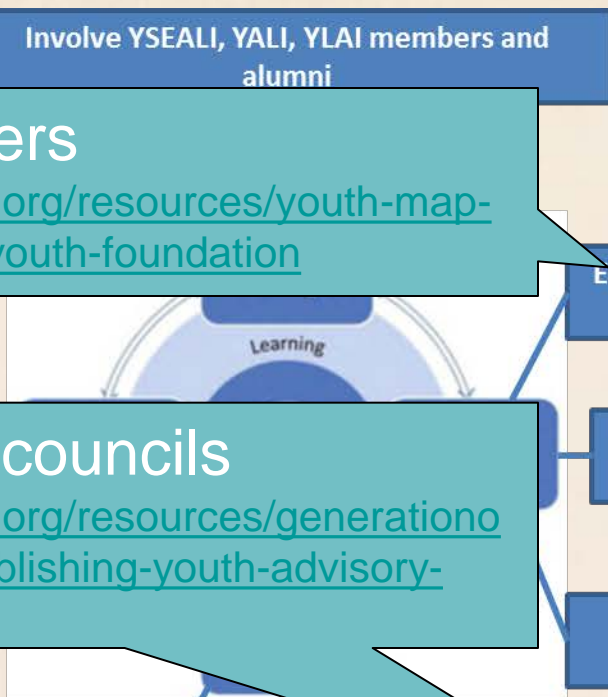 Involve YSEALI, YALI, YLAI members and
alumni
ers
org/resources/youth-map-
youth-foundation
E
Learning
councils
org/resources/generationo
blishing-youth-advisory-